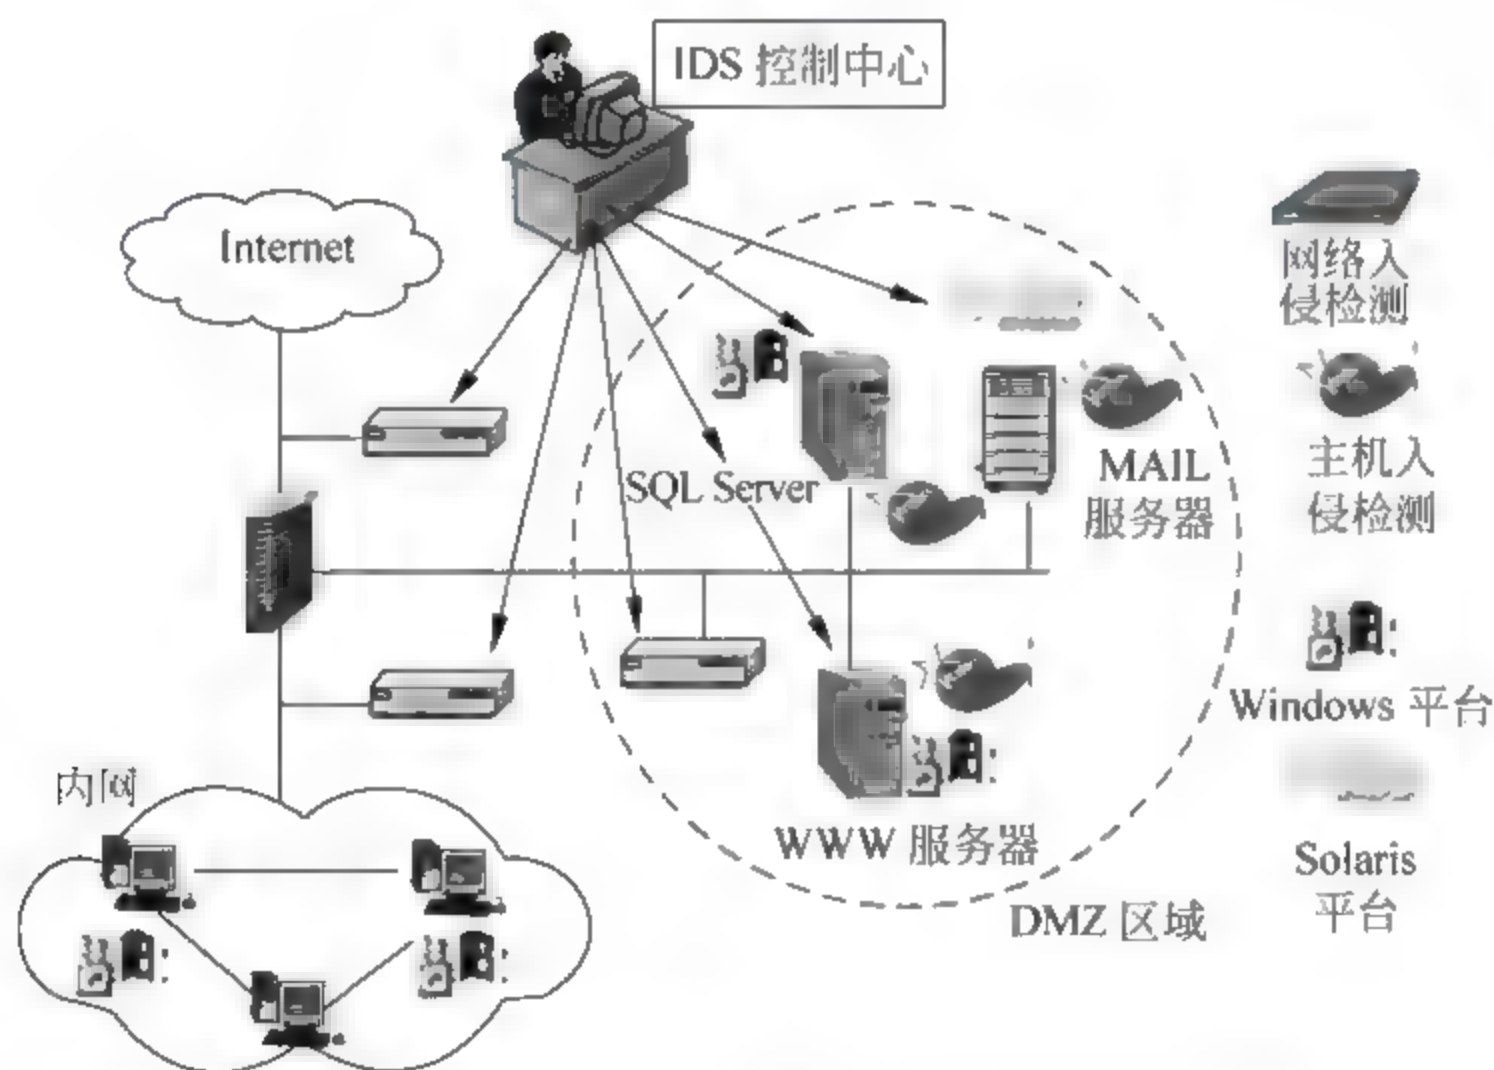 IDS 控制中心
Internet
网络入
侵检测
主机入
侵检测
SQL Server
MAIL
服务器
Windows 平台
内网
WWW 服务器
Solaris
平台
DMZ 区域